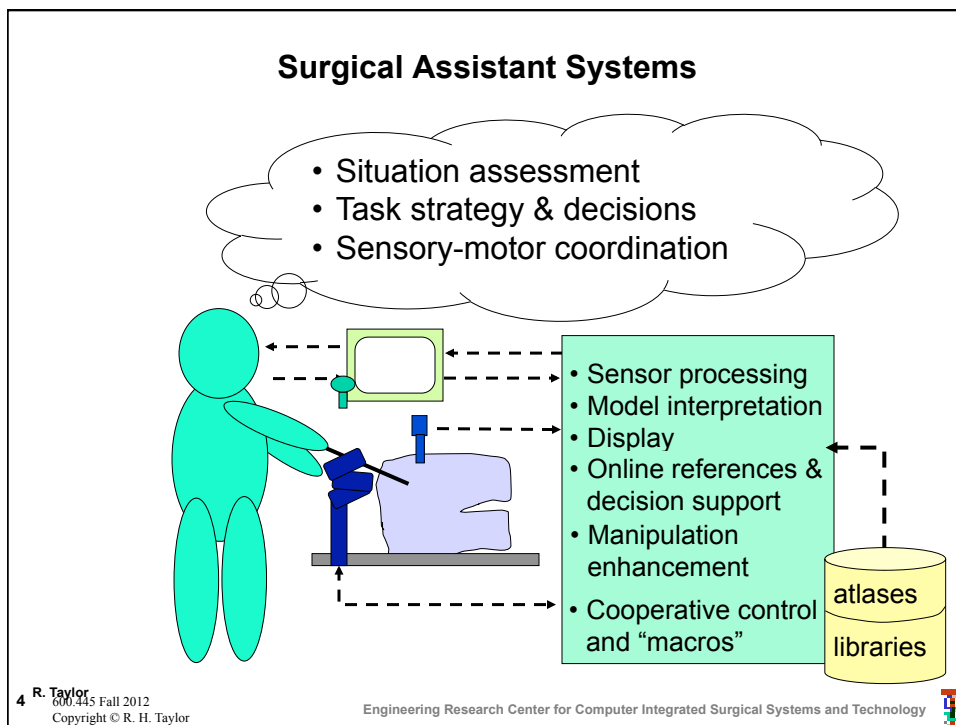 Surgical Assistant Systems
• Situation assessment
• Task strategy & decisions
• Sensory-motor coordination
• Sensor processing
• Model interpretation
• Display
• Online references &
decision support
• Manipulation
enhancement
• Cooperative control
and “macros”
atlases
libraries
4 R. Taylor
600.445 Fall 2012
Copyright © R. H. Taylor
Engineering Research Center for Computer Integrated Surgical Systems and Technology